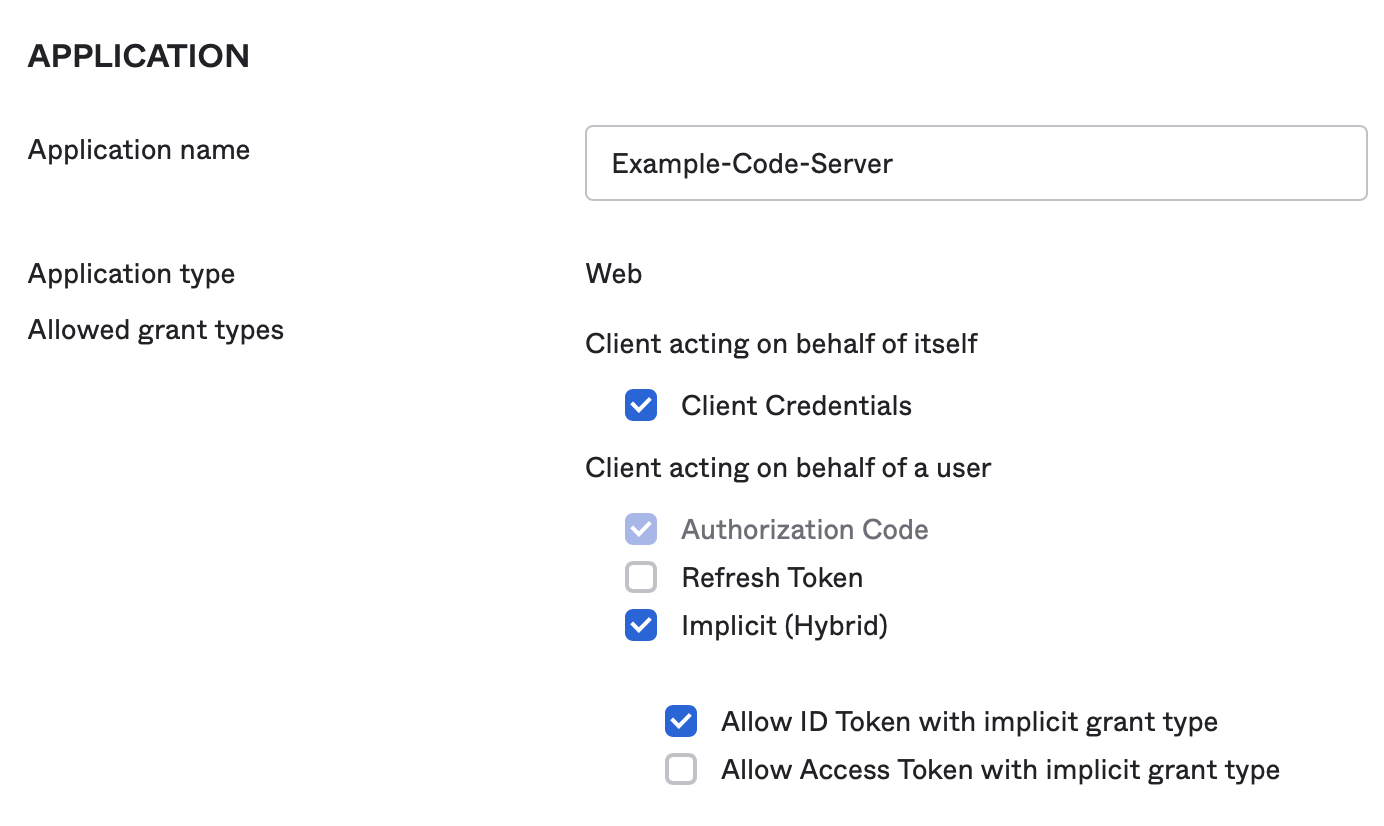 APPLICATION
Application name
Example-Code-Server
Application type
Web
Allowed grant types
Client acting on behalf of itself
Client Credentials
Client acting on behalf of a user
Authorization Code
Refresh Token
Implicit (Hybrid)
Allow ID Token with implicit grant type
Allow Access Token with implicit grant type